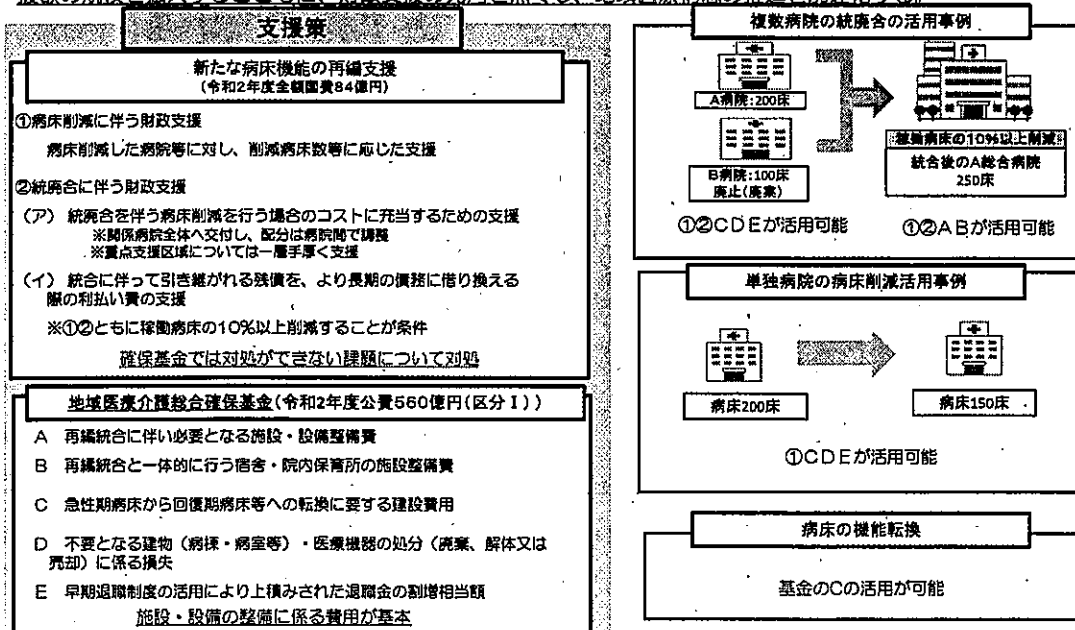 支援策
新たな病床機能の再編支援
(令和2年度全額国費84億円)
①病床削減に伴う財政支援
病床削減した病院等に対し、削減病床数等に応じた支援
②統廃合に伴う財政支援
(ア) 統廃合を伴う病床削減を行う場合のコストに充当するための支援
※関係病院全体へ交付し、配分は病院間で調整
※重点支援区域については一層手厚く支援
(イ) 統合に伴って引き継がれる残債を、より長期の債務に借り換える
際の利払い費の支援
※①②ともに稼働病床の10%以上削減することが条件
確保基金では対処ができない課題について対処
地域医療介護総合確保基金(令和2年度公費560億円(区分Ⅰ))
A 再編統合に伴い必要となる施設・設備整備費
B 再編統合と一体的に行う宿舎・院内保育所の施設整備費
C 急性期病床から回復期病床等への転換に要する建設費用
D 不要となる建物(病棟・病室等)・医療機器の処分(廃棄、解体又は
売却)に係る損失
E 早期退職制度の活用により上積みされた退職金の割増相当額
施設・設備の整備に係る費用が基本
複数病院の統廃合の活用事例
A病院:200床
B病院:100床
廃止(廃業)
稼働病床の10%以上削減
統合後のA総合病院
250床
①②CDEが活用可能
①②ABが活用可能
単独病院の病床削減活用事例
病床200床
病床150床
①CDEが活用可能
病床の機能転換
基金のCの活用が可能